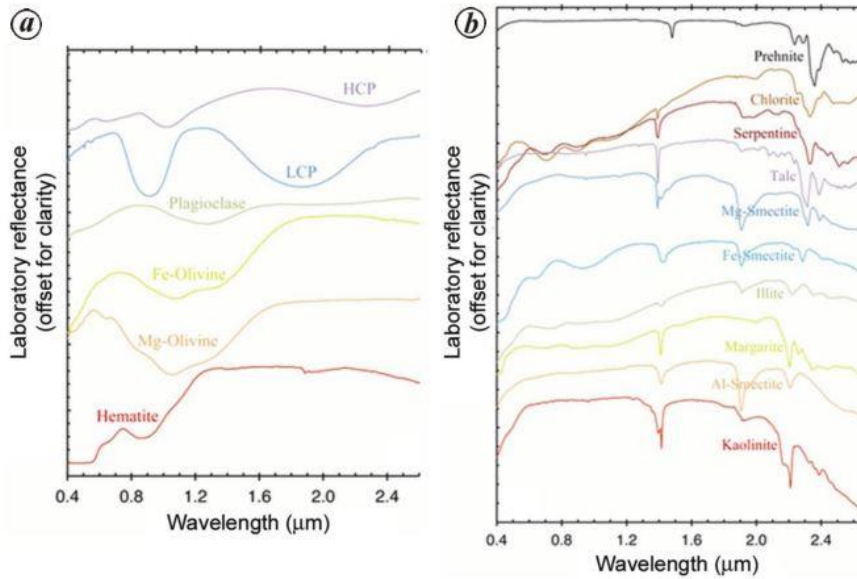 a
Laboratory reflectance
(offset for clarity)
HCP
LCP
Plagioclase
Fe-Olivine
Mg-Olivine
Hematite
0.4 0.8 1.2 1.6 2.0 2.4
Wavelength (μm)
b
Laboratory reflectance
(offset for clarity)
Prehnite
Chlorite
Serpentine
Talc
Mg-Smectite
Fe-Smectite
Illite
Margarite
Al-Smectite
Kaolinite
0.4 0.8 1.2 1.6 2.0 2.4
Wavelength (μm)